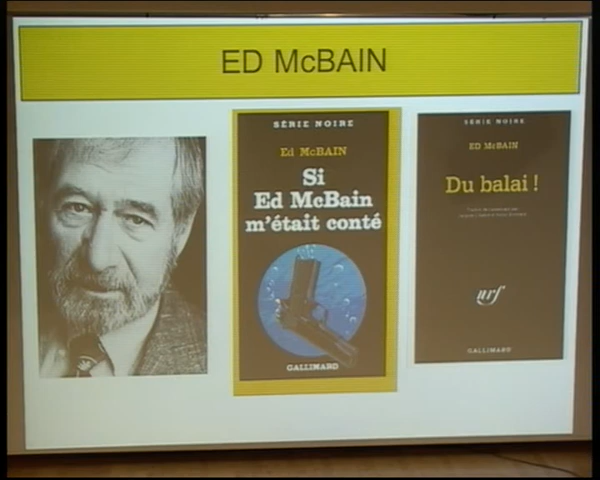 ED McBAIN
SÉRIE NOIRE
ED McBAIN
Si
Ed McBain
m'était conté
GALLIMARD
SÉRIE NOIRE
ED McBAIN
Du balai !
nrf
GALLIMARD